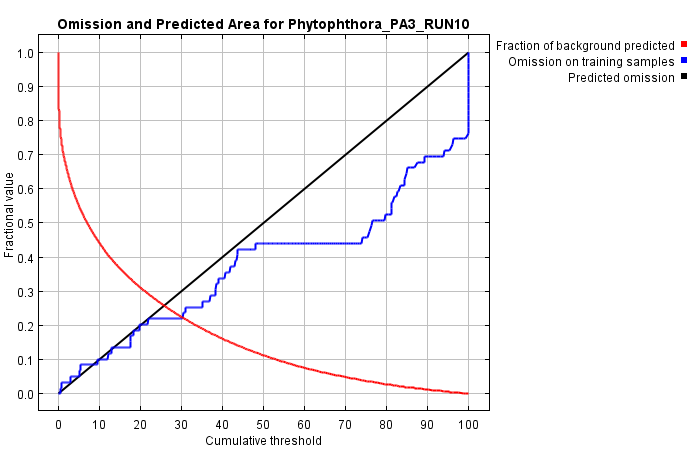 Omission and Predicted Area for Phytophthora_PA3_RUN10
Fraction of background predicted
Omission on training samples
Predicted omission
Fractional value
1.0
0.9
0.8
0.7
0.6
0.5
0.4
0.3
0.2
0.1
0.0
0 10 20 30 40 50 60 70 80 90 100
Cumulative threshold